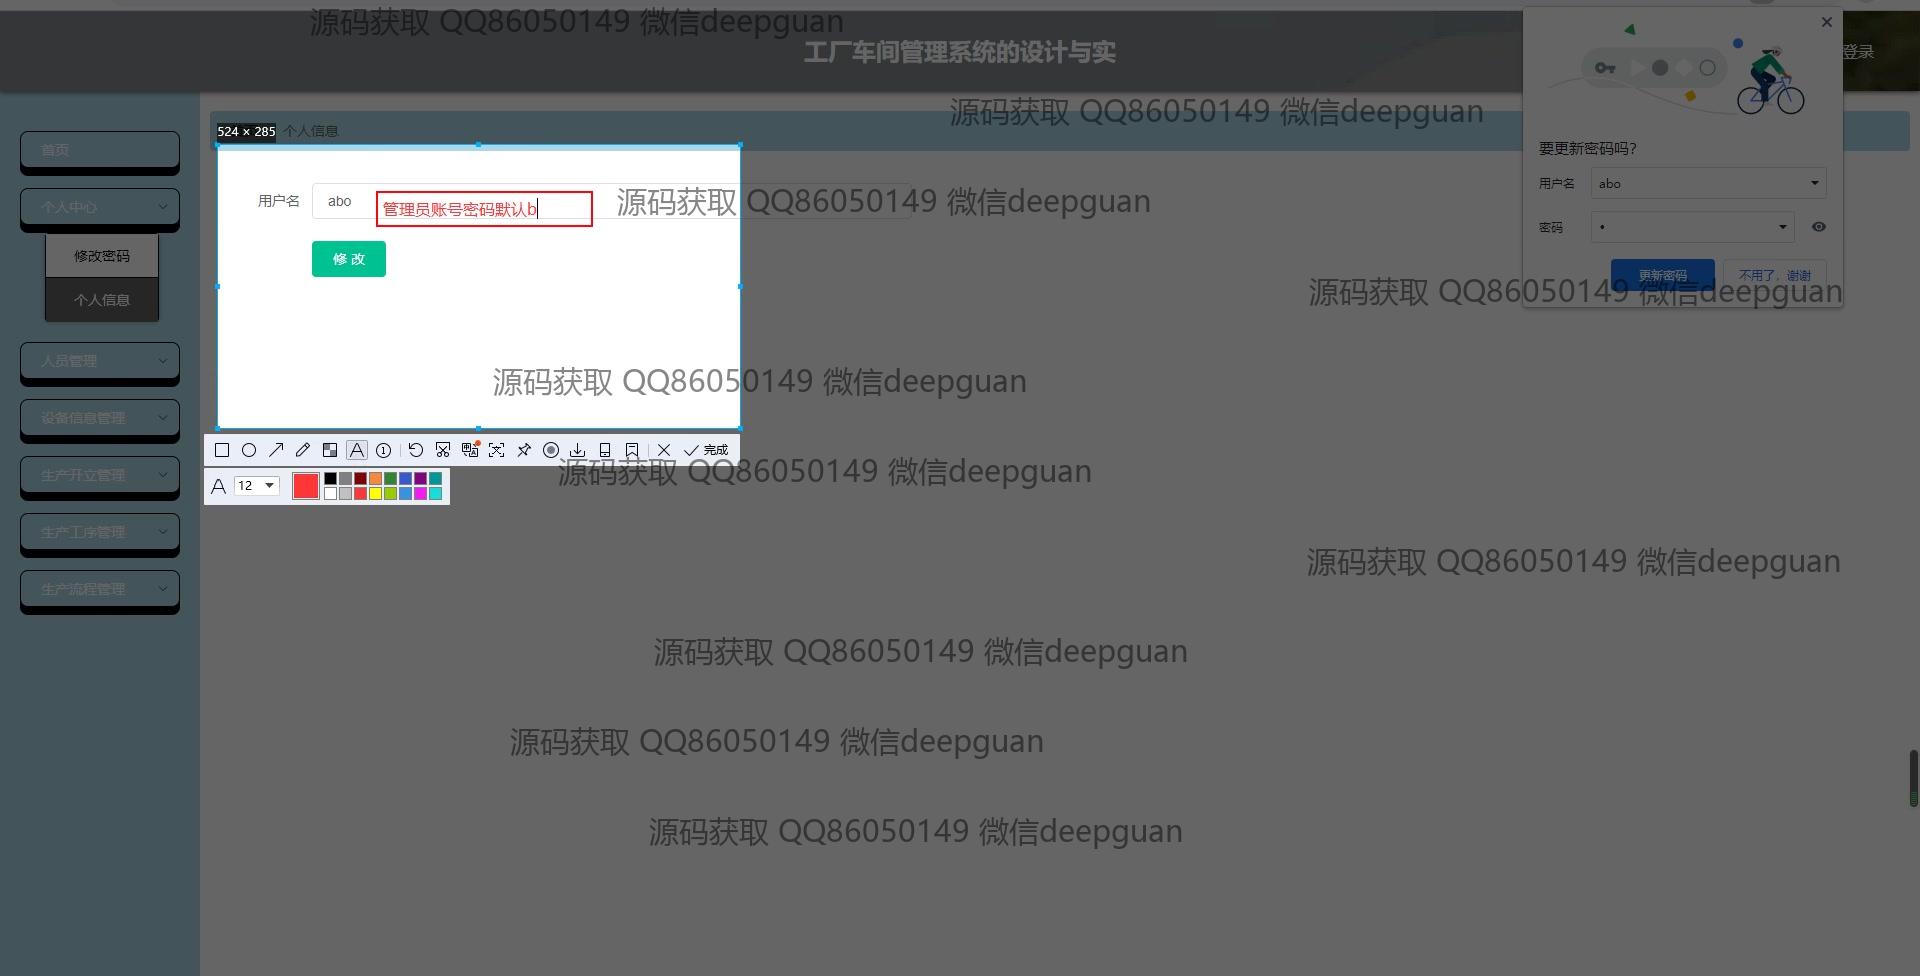 源码获取 QQ86050149 微信deepguan
工厂车间管理系统的设计与实
登录
源码获取 QQ86050149 微信deepguan
524 × 285
个人信息
首页
个人中心
修改密码
个人信息
人员管理
设备信息管理
生产开立管理
生产工序管理
生产流程管理
用户名
abo
管理员账号密码默认b
源码获取 QQ86050149 微信deepguan
修 改
要更新密码吗?
用户名
abo
密码
•
更新密码
不用了，谢谢
源码获取 QQ86050149 微信deepguan
源码获取 QQ86050149 微信deepguan
完成
源码获取 QQ86050149 微信deepguan
A 12
源码获取 QQ86050149 微信deepguan
源码获取 QQ86050149 微信deepguan
源码获取 QQ86050149 微信deepguan
源码获取 QQ86050149 微信deepguan